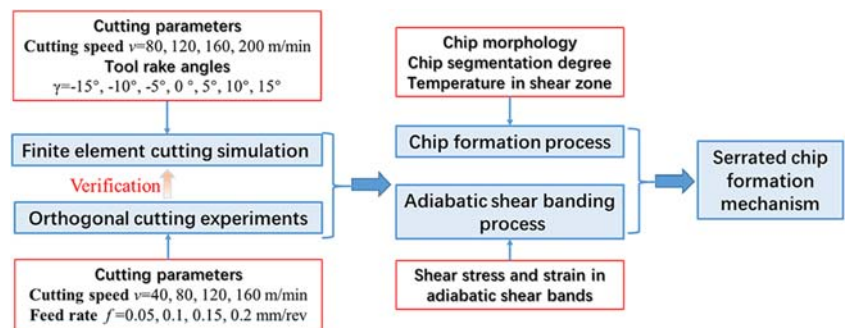 Cutting parameters
Cutting speed v=80, 120, 160, 200 m/min
Tool rake angles
γ=-15°, -10°, -5°, 0 °, 5°, 10°, 15°
Finite element cutting simulation
Verification
Orthogonal cutting experiments
Cutting parameters
Cutting speed v=40, 80, 120, 160 m/min
Feed rate f=0.05, 0.1, 0.15, 0.2 mm/rev
Chip morphology
Chip segmentation degree
Temperature in shear zone
Chip formation process
Adiabatic shear banding
process
Shear stress and strain in
adiabatic shear bands
Serrated chip
formation
mechanism